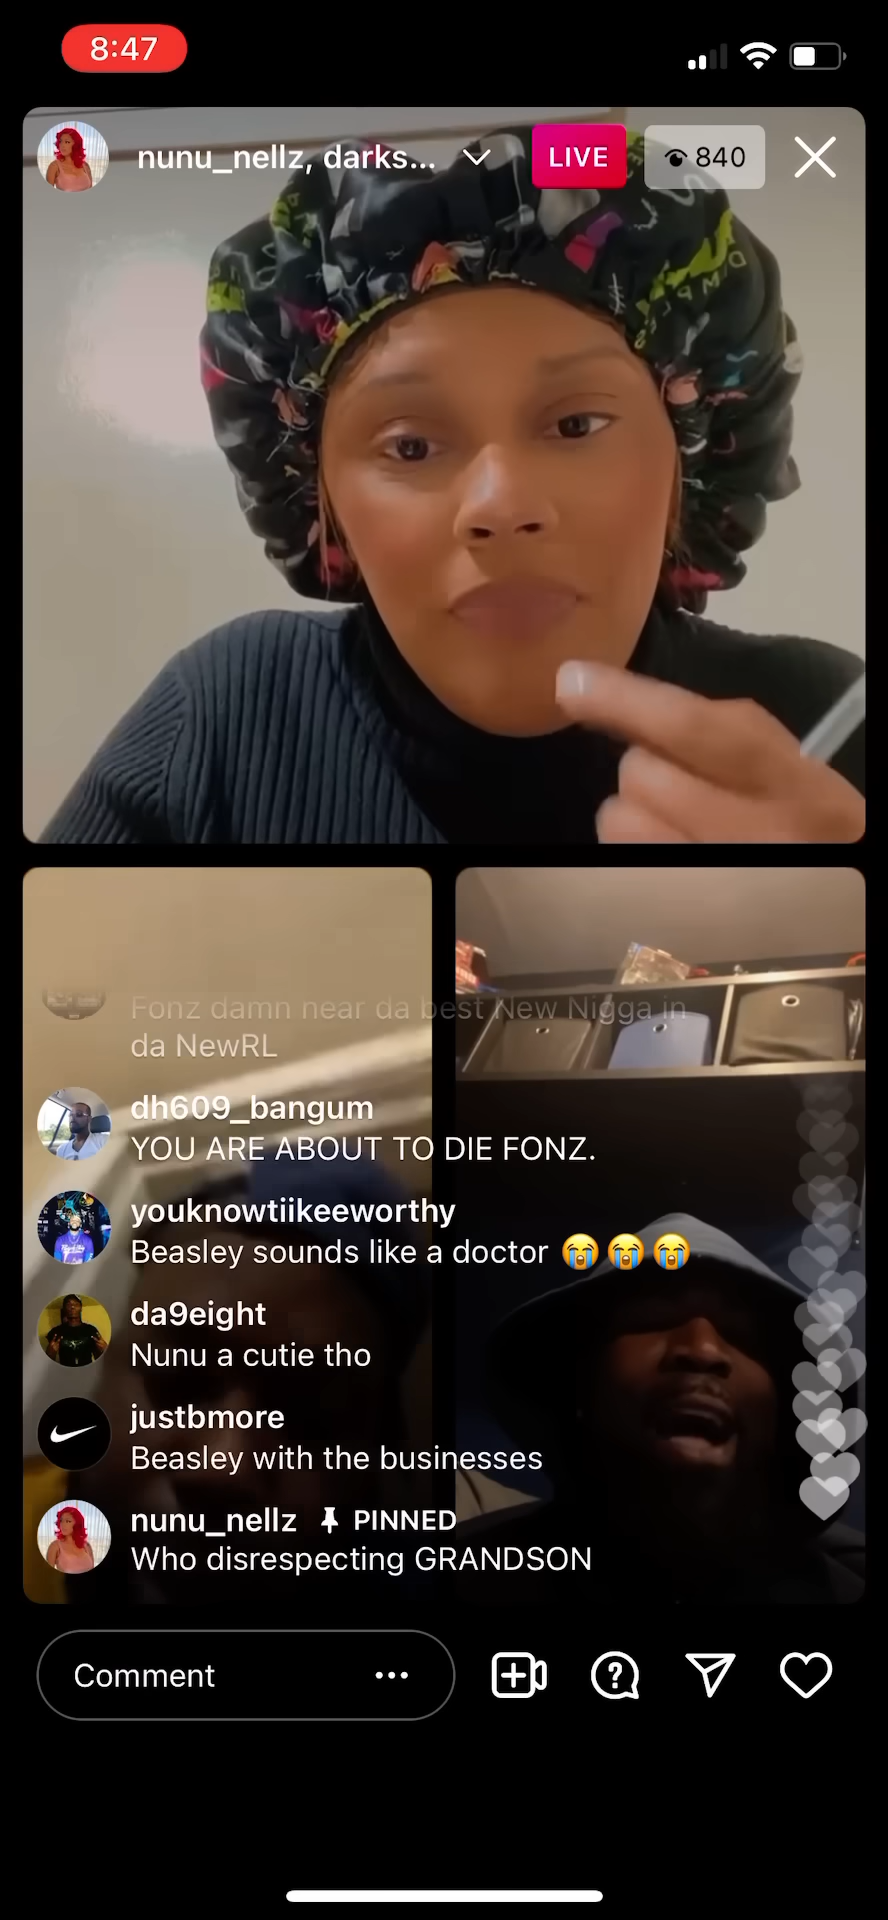 8:47
nunu_nellz, darks...
LIVE
840
Fonz damn near da best New Nigga in
da NewRL
dh609_bangum
YOU ARE ABOUT TO DIE FONZ.
youknowtiikeeworthy
Beasley sounds like a doctor 😭😭😭
da9eight
Nunu a cutie tho
justbmore
Beasley with the businesses
nunu_nellz PINNED
Who disrespecting GRANDSON
Comment